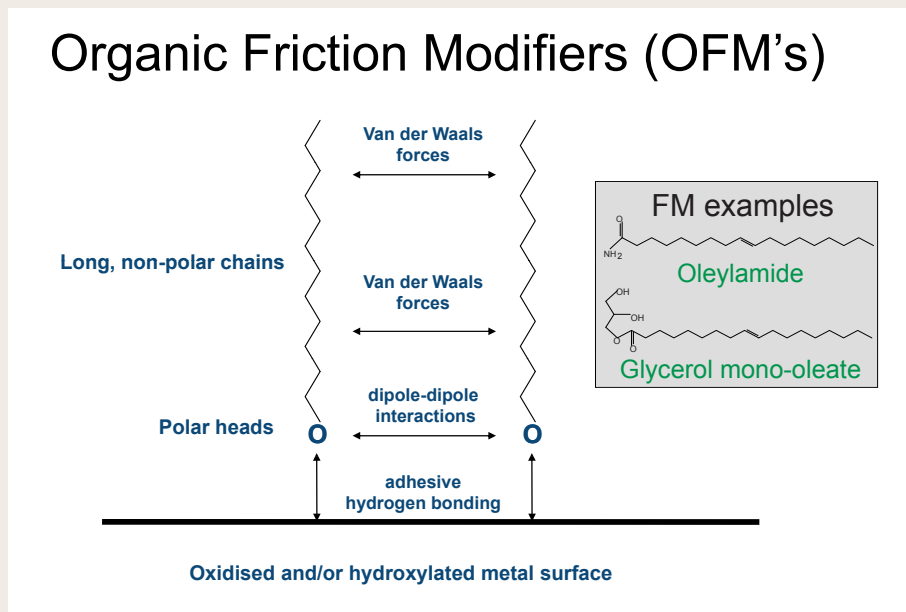 Organic Friction Modifiers (OFM's)
Van der Waals
forces
Long, non-polar chains
Van der Waals
forces
dipole-dipole
interactions
Polar heads
O
O
adhesive
hydrogen bonding
Oxidised and/or hydroxylated metal surface
FM examples
O
NH2
Oleylamide
OH
OH
O
O
Glycerol mono-oleate